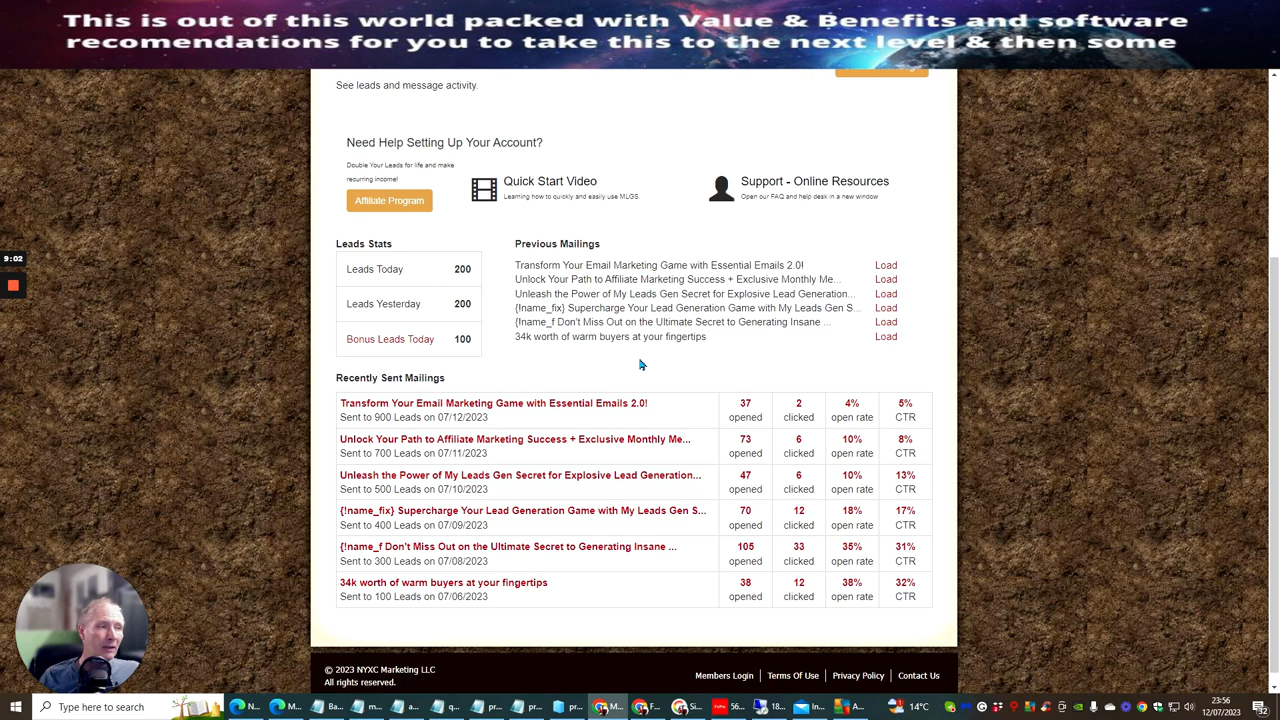 This is out of this world packed with Value & Benefits and software
recomendations for you to take this to the next level & then some
See leads and message activity.
Need Help Setting Up Your Account?
Double Your Leads for life and make
recurring income!
Affiliate Program
Quick Start Video
Learning how to quickly and easily use MLGS.
Support - Online Resources
Open our FAQ and help desk in a new window
9:02
Leads Stats
Leads Today 200
Leads Yesterday 200
Bonus Leads Today 100
Previous Mailings
Transform Your Email Marketing Game with Essential Emails 2.0! Load
Unlock Your Path to Affiliate Marketing Success + Exclusive Monthly Me... Load
Unleash the Power of My Leads Gen Secret for Explosive Lead Generation... Load
{!name_fix} Supercharge Your Lead Generation Game with My Leads Gen S... Load
{!name_f Don't Miss Out on the Ultimate Secret to Generating Insane ... Load
34k worth of warm buyers at your fingertips Load
Recently Sent Mailings
Transform Your Email Marketing Game with Essential Emails 2.0! 37 2 4% 5%
Sent to 900 Leads on 07/12/2023 opened clicked open rate CTR
Unlock Your Path to Affiliate Marketing Success + Exclusive Monthly Me... 73 6 10% 8%
Sent to 700 Leads on 07/11/2023 opened clicked open rate CTR
Unleash the Power of My Leads Gen Secret for Explosive Lead Generation... 47 6 10% 13%
Sent to 500 Leads on 07/10/2023 opened clicked open rate CTR
{!name_fix} Supercharge Your Lead Generation Game with My Leads Gen S... 70 12 18% 17%
Sent to 400 Leads on 07/09/2023 opened clicked open rate CTR
{!name_f Don't Miss Out on the Ultimate Secret to Generating Insane ... 105 33 35% 31%
Sent to 300 Leads on 07/08/2023 opened clicked open rate CTR
34k worth of warm buyers at your fingertips 38 12 38% 32%
Sent to 100 Leads on 07/06/2023 opened clicked open rate CTR
© 2023 NYXC Marketing LLC
All rights reserved.
Members Login Terms Of Use Privacy Policy Contact Us
Type here to search N... M... Ba... m... a... q... pr... pr... pr... M... F... Si... 56... 18... In... A... 14°C 23:56
12/07/2023